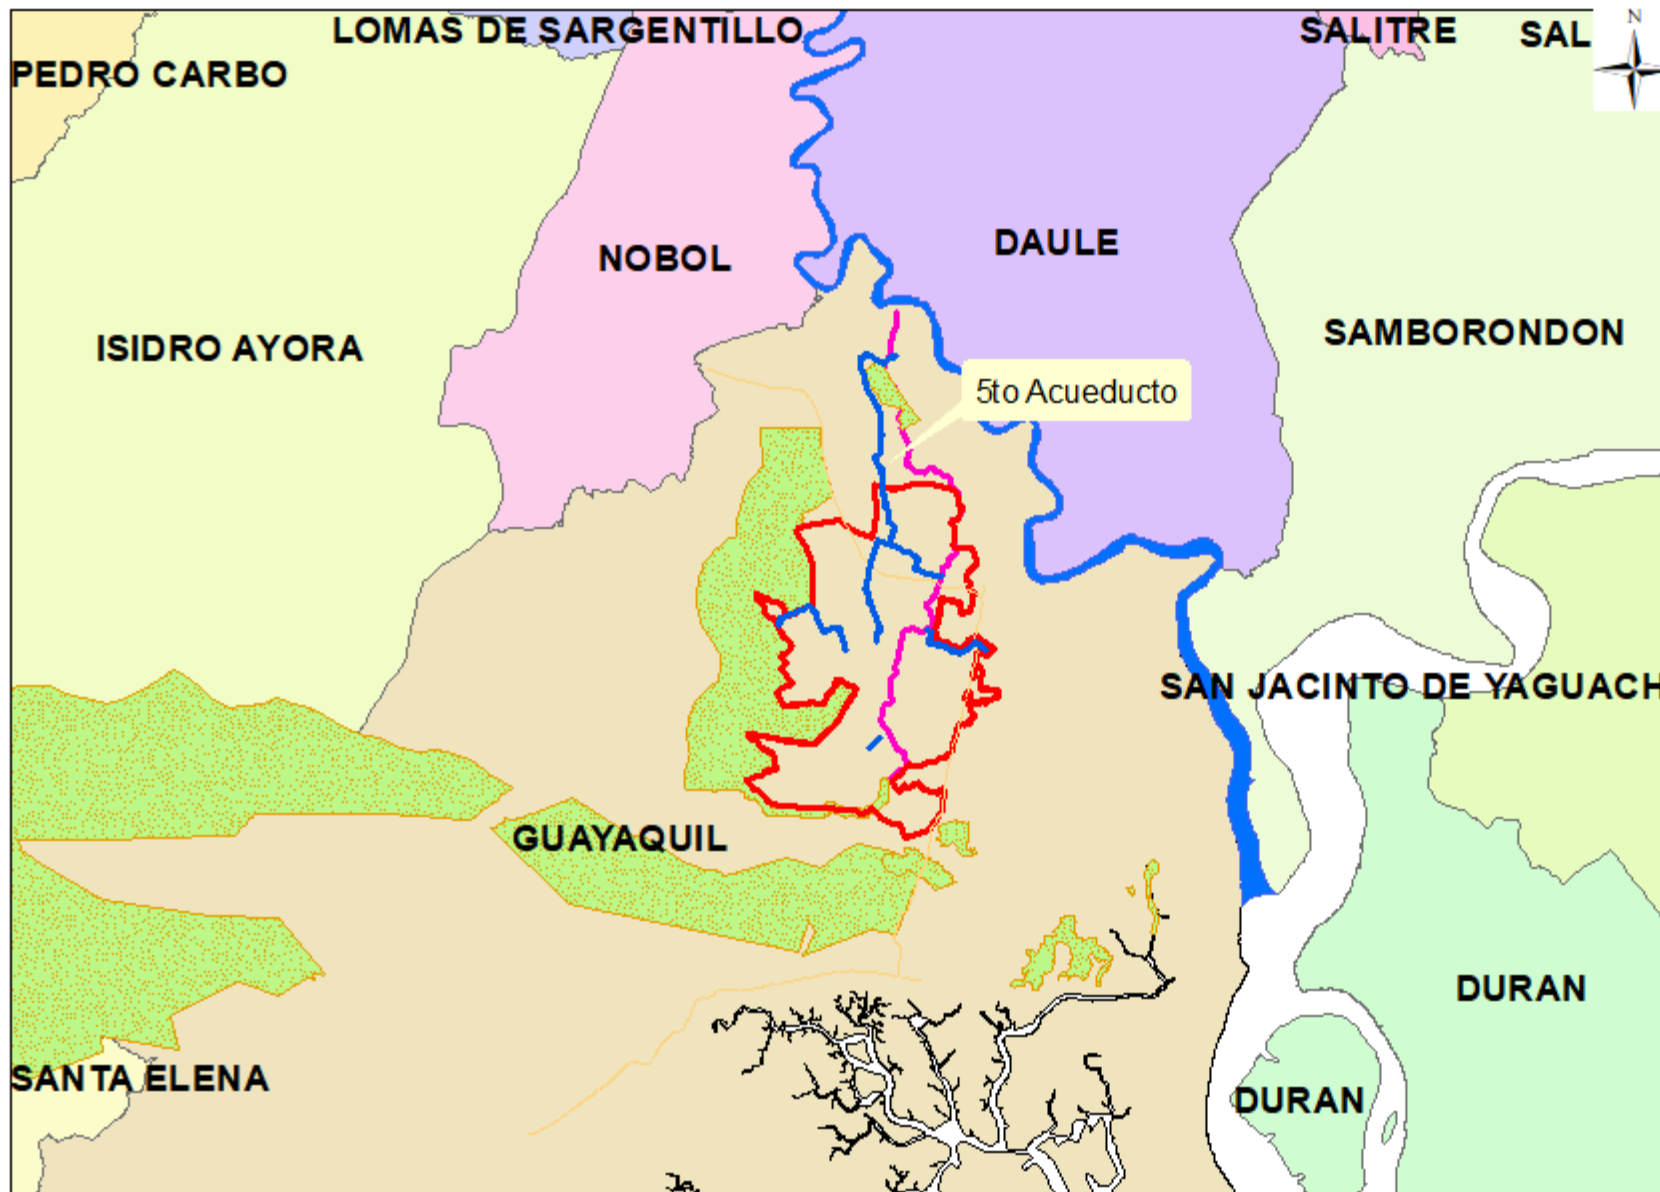 LOMAS DE SARGENTILLO
SALITRE
SAL
N
PEDRO CARBO
DAULE
NOBOL
SAMBORONDON
ISIDRO AYORA
5to Acueducto
SAN JACINTO DE YAGUACH
GUAYAQUIL
DURAN
SANTA ELENA
DURAN